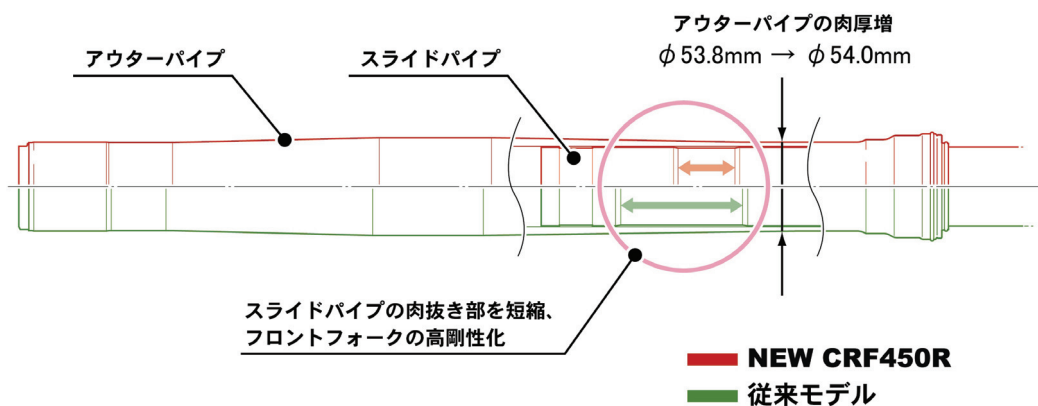 アウターパイプの肉厚増
φ53.8mm → φ54.0mm
アウターパイプ
スライドパイプ
スライドパイプの肉抜き部を短縮、
フロントフォークの高剛性化
NEW CRF450R
従来モデル